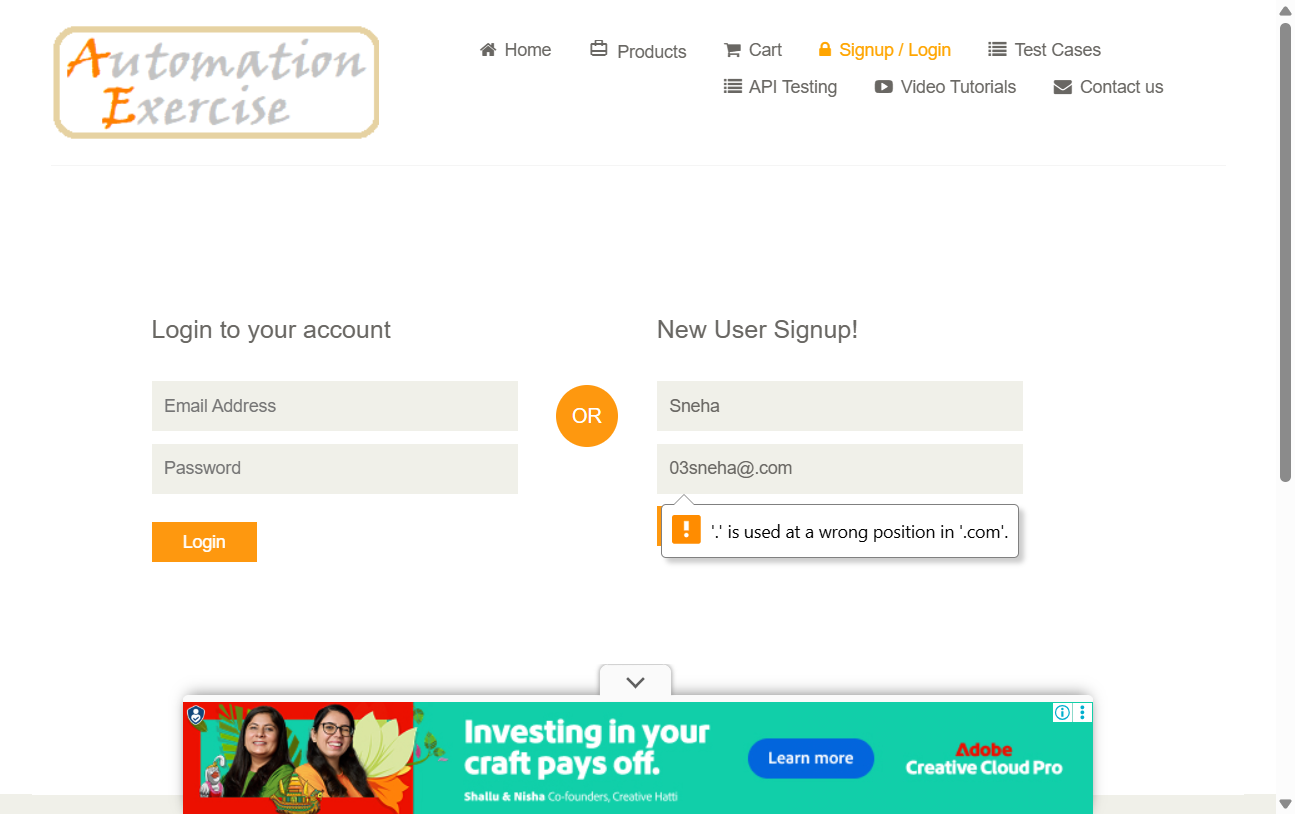 Automation
Exercise
Home
Products
Cart
Signup / Login
Test Cases
API Testing
Video Tutorials
Contact us
Login to your account
Email Address
Password
Login
OR
New User Signup!
Sneha
03sneha@.com
'.' is used at a wrong position in '.com'.
Investing in your
craft pays off.
Shallu & Nisha Co-founders, Creative Hatti
Learn more
Adobe
Creative Cloud Pro